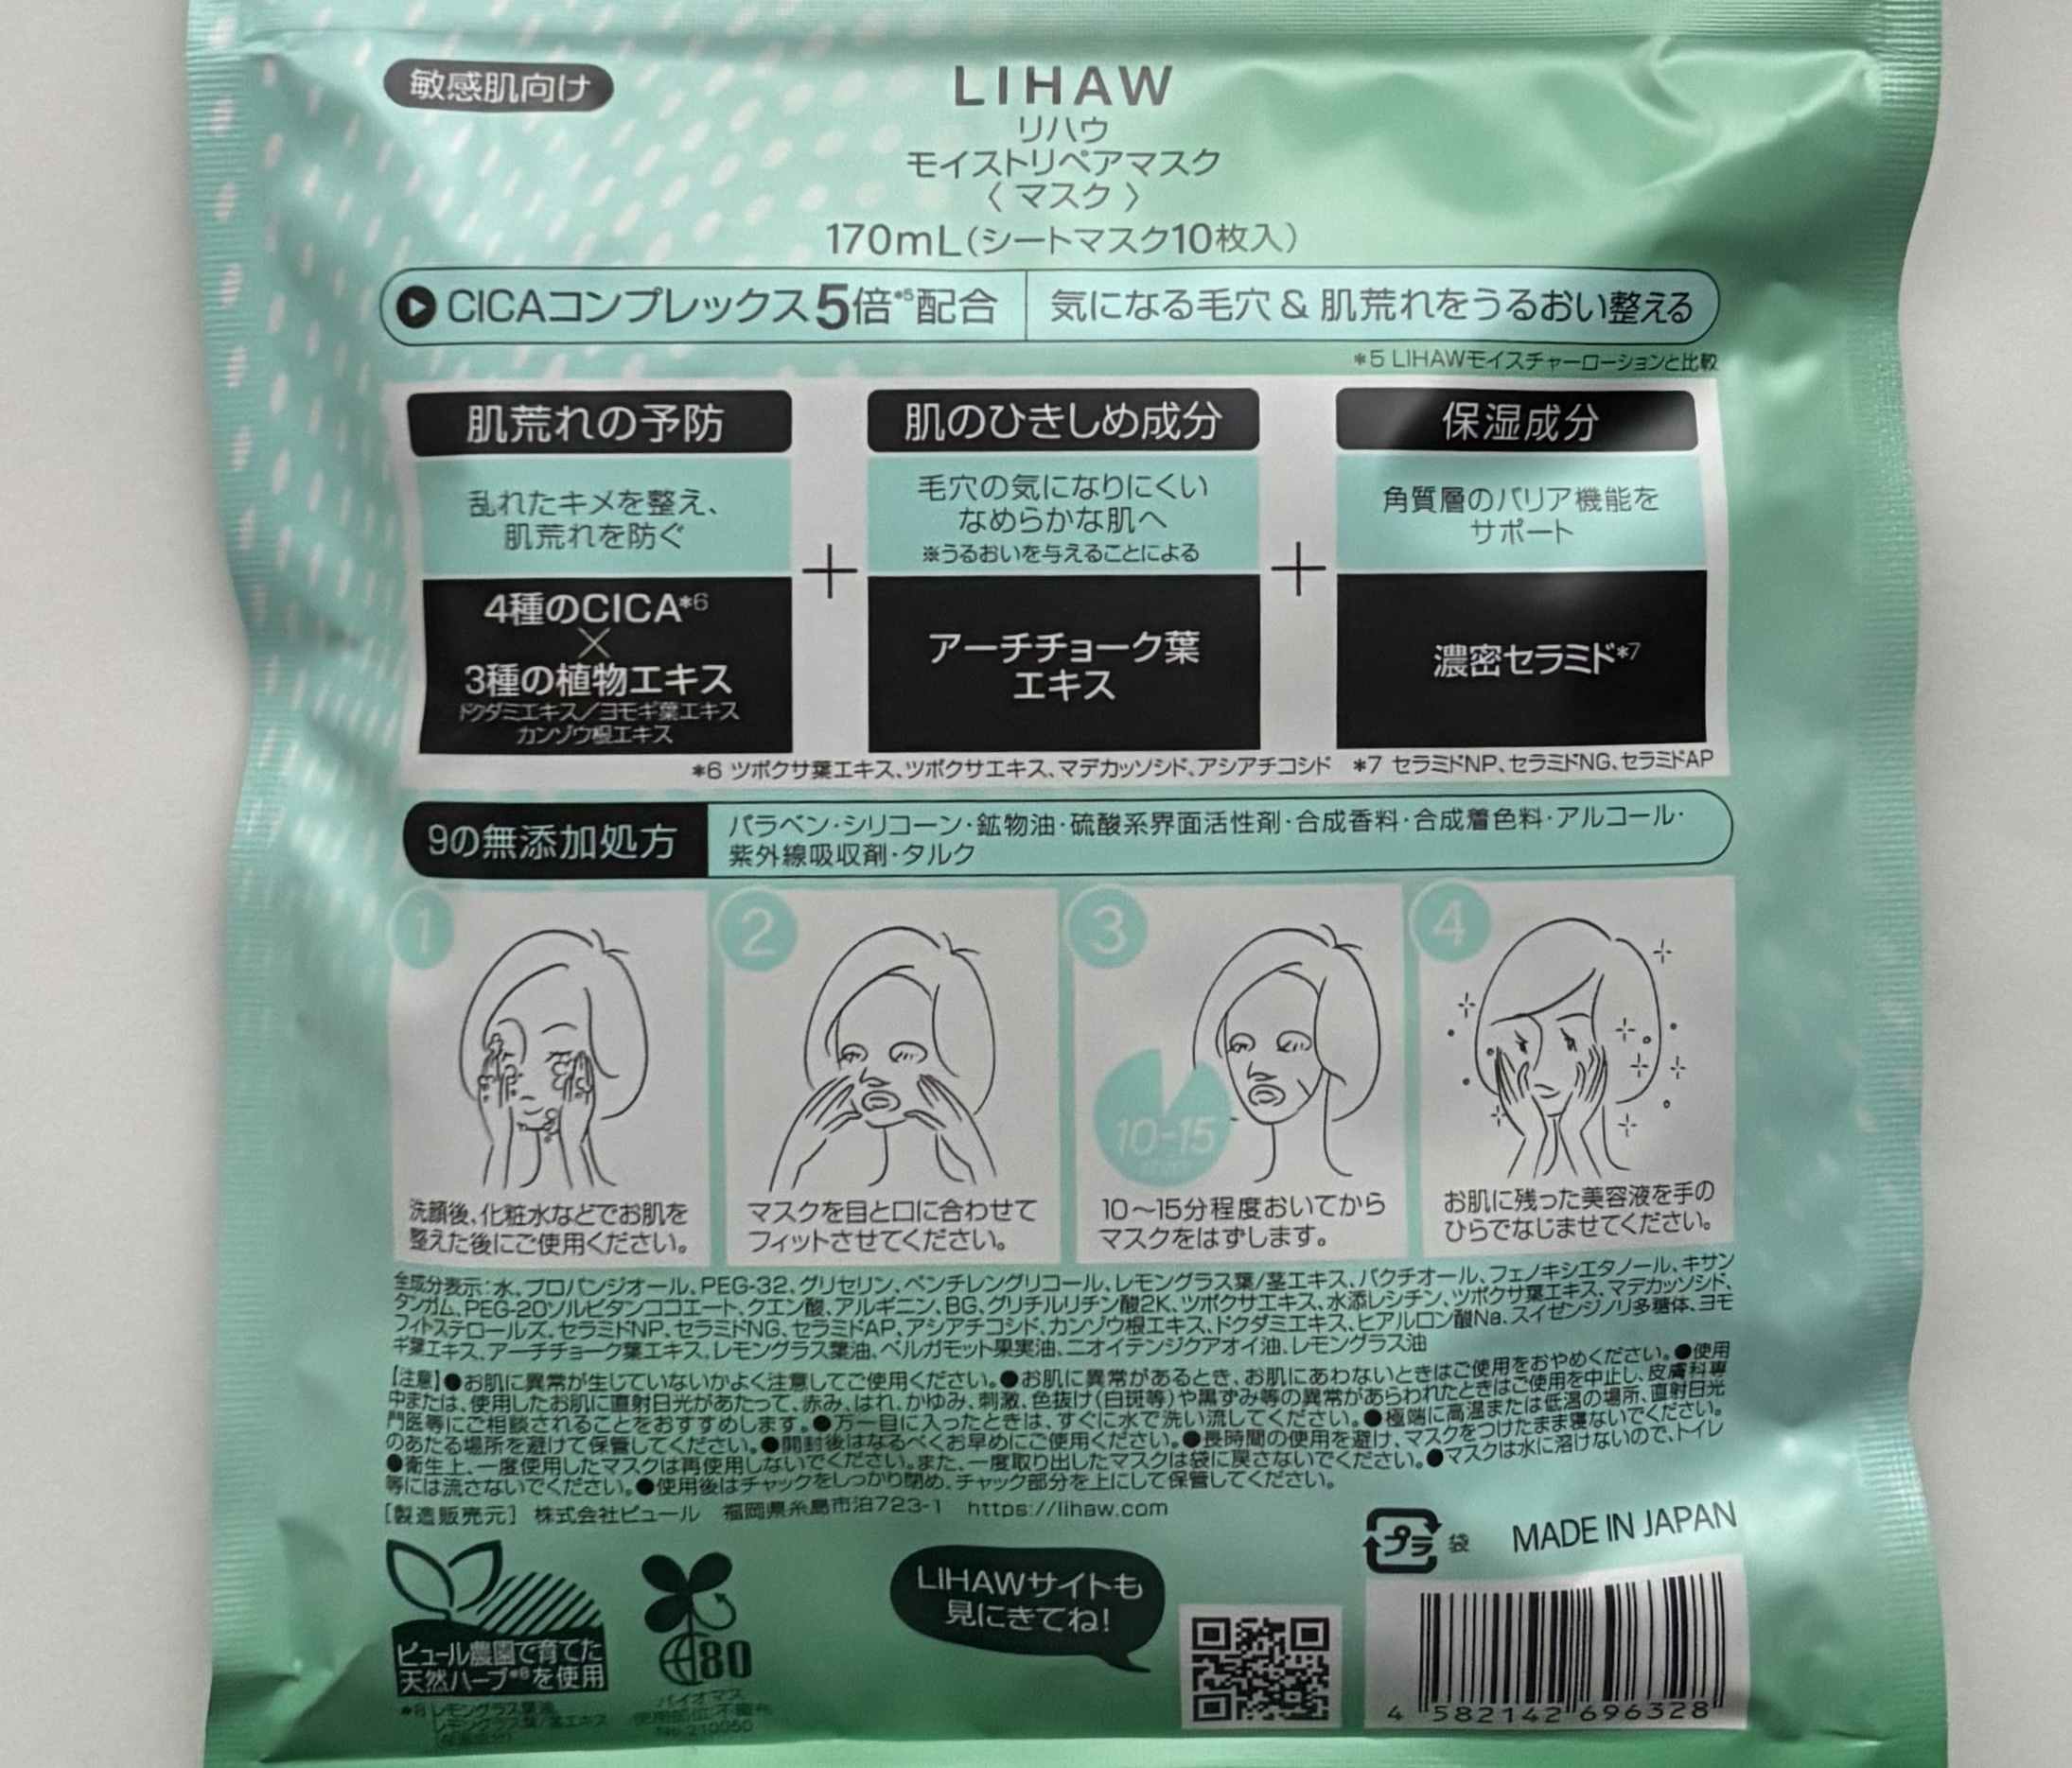 敏感肌向け
LIHAW
リハウ
モイストリペアマスク
〈 マスク 〉
170mL(シートマスク10枚入)
CICAコンプレックス5倍*5配合
気になる毛穴 & 肌荒れをうるおい整える
*5 LIHAWモイスチャーローションと比較
肌荒れの予防
乱れたキメを整え、
肌荒れを防ぐ
4種のCICA*6
×
3種の植物エキス
ドクダミエキス/ヨモギ葉エキス
カンゾウ根エキス
+
肌のひきしめ成分
毛穴の気になりにくい
なめらかな肌へ
※うるおいを与えることによる
アーチチョーク葉
エキス
+
保湿成分
角質層のバリア機能を
サポート
濃密セラミド*7
*6 ツボクサ葉エキス、ツボクサエキス、マデカッソシド、アシアチコシド *7 セラミドNP、セラミドNG、セラミドAP
9の無添加処方
パラベン・シリコーン・鉱物油・硫酸系界面活性剤・合成香料・合成着色料・アルコール・
紫外線吸収剤・タルク
1
洗顔後、化粧水などでお肌を
整えた後にご使用ください。
2
マスクを目と口に合わせて
フィットさせてください。
3
10-15
10〜15分程度おいてから
マスクをはずします。
4
お肌に残った美容液を手の
ひらでなじませてください。
全成分表示:水、プロパンジオール、PEG-32、グリセリン、ペンチレングリコール、レモングラス葉/茎エキス、バクチオール、フェノキシエタノール、キサン
タンガム、PEG-20ソルビタンココエート、クエン酸、アルギニン、BG、グリチルリチン酸2K、ツボクサエキス、水添レシチン、ツボクサ葉エキス、マデカッソシド、
フィトステロールズ、セラミドNP、セラミドNG、セラミドAP、アシアチコシド、カンゾウ根エキス、ドクダミエキス、ヒアルロン酸Na、スイゼンジノリ多糖体、ヨモ
ギ葉エキス、アーチチョーク葉エキス、レモングラス葉油、ベルガモット果実油、ニオイテンジクアオイ油、レモングラス油
【注意】●お肌に異常が生じていないかよく注意してご使用ください。●お肌に異常があるとき、お肌にあわないときはご使用をおやめください。●使用
中または、使用したお肌に直射日光があたって、赤み、はれ、かゆみ、刺激、色抜け(白斑等)や黒ずみ等の異常があらわれたときはご使用を中止し、皮膚科専
門医等にご相談されることをおすすめします。●万一目に入ったときは、すぐに水で洗い流してください。●極端に高温または低温の場所、直射日光
のあたる場所を避けて保管してください。●開封後はなるべくお早めにご使用ください。●長時間の使用を避け、マスクをつけたまま寝ないでください。
●衛生上、一度使用したマスクは再使用しないでください。また、一度取り出したマスクは袋に戻さないでください。●マスクは水に溶けないので、トイレ
等には流さないでください。●使用後はチャックをしっかり閉め、チャック部分を上にして保管してください。
[製造販売元] 株式会社ピュール 福岡県糸島市泊723-1 https://lihaw.com
ピュール農園で育てた
天然ハーブ*8を使用
*8 レモングラス葉油
レモングラス葉/茎エキス
(保湿成分)
80
バイオマス
使用部位:不織布
No.210050
LIHAWサイトも
見にきてね!
プラ 袋
MADE IN JAPAN
4 582142 696328